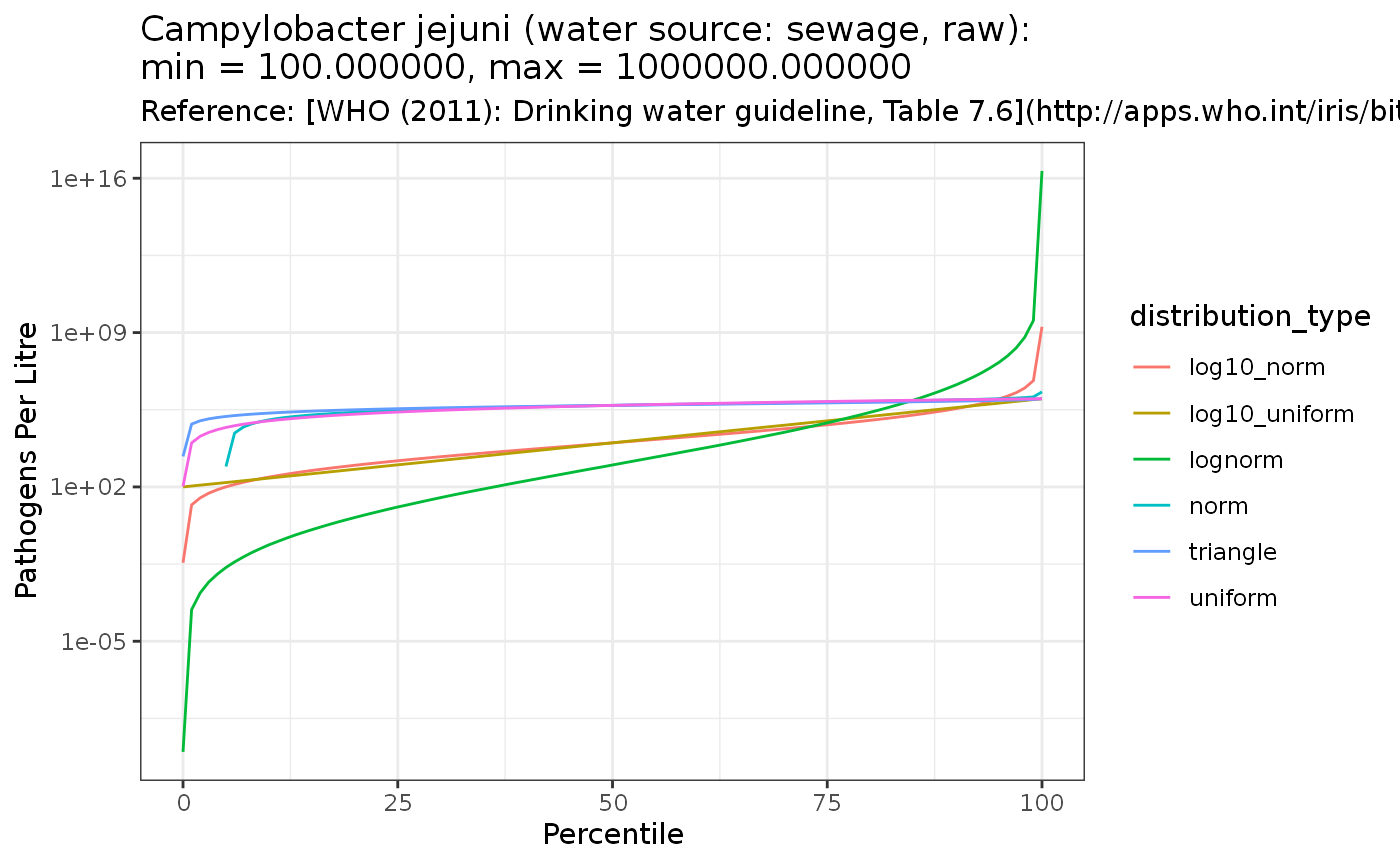 Campylobacter jejuni (water source: sewage, raw):
min = 100.000000, max = 1000000.000000
Reference: [WHO (2011): Drinking water guideline, Table 7.6](http://apps.who.int/iris/bit
1e+16
1e+09
1e+02
1e-05
Pathogens Per Litre
0 25 50 75 100
Percentile
distribution_type
log10_norm
log10_uniform
lognorm
norm
triangle
uniform